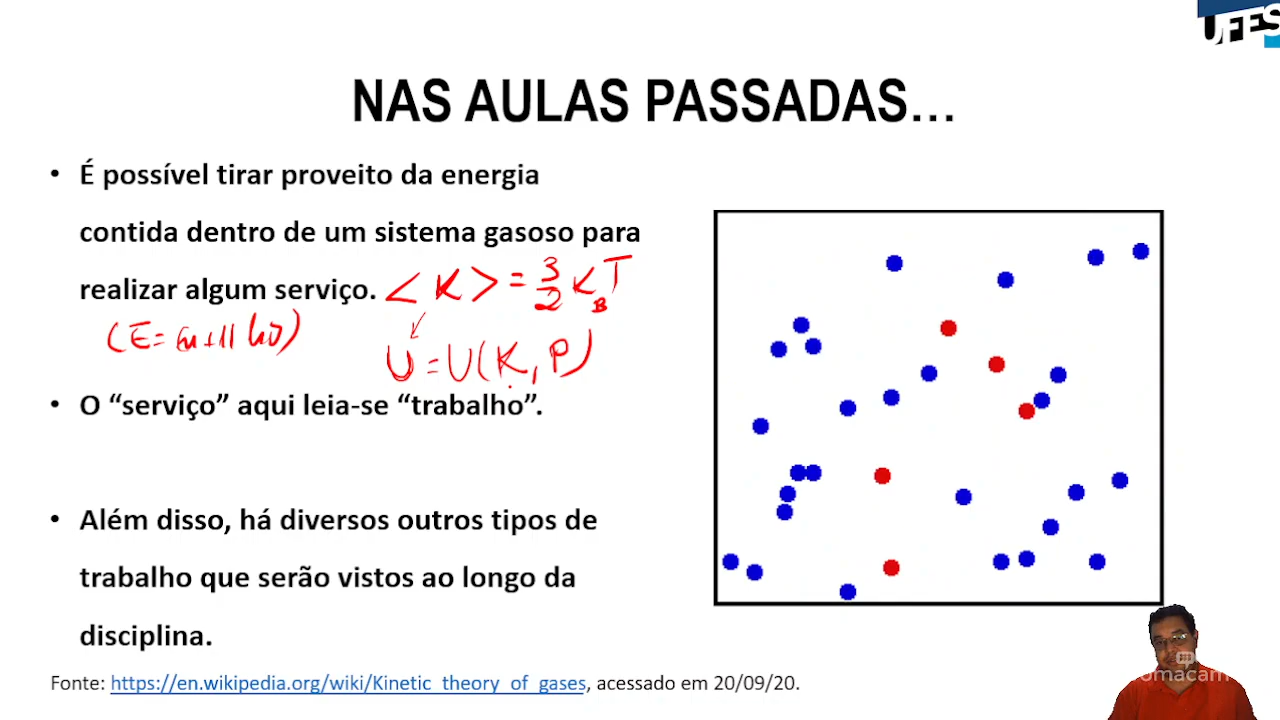 UFES
NAS AULAS PASSADAS...
• É possível tirar proveito da energia
contida dentro de um sistema gasoso para
realizar algum serviço.
<K> = 3/2 K_B T
U = U(K, P)
• O “serviço” aqui leia-se “trabalho”.
• Além disso, há diversos outros tipos de
trabalho que serão vistos ao longo da
disciplina.
Fonte: https://en.wikipedia.org/wiki/Kinetic_theory_of_gases, acessado em 20/09/20.